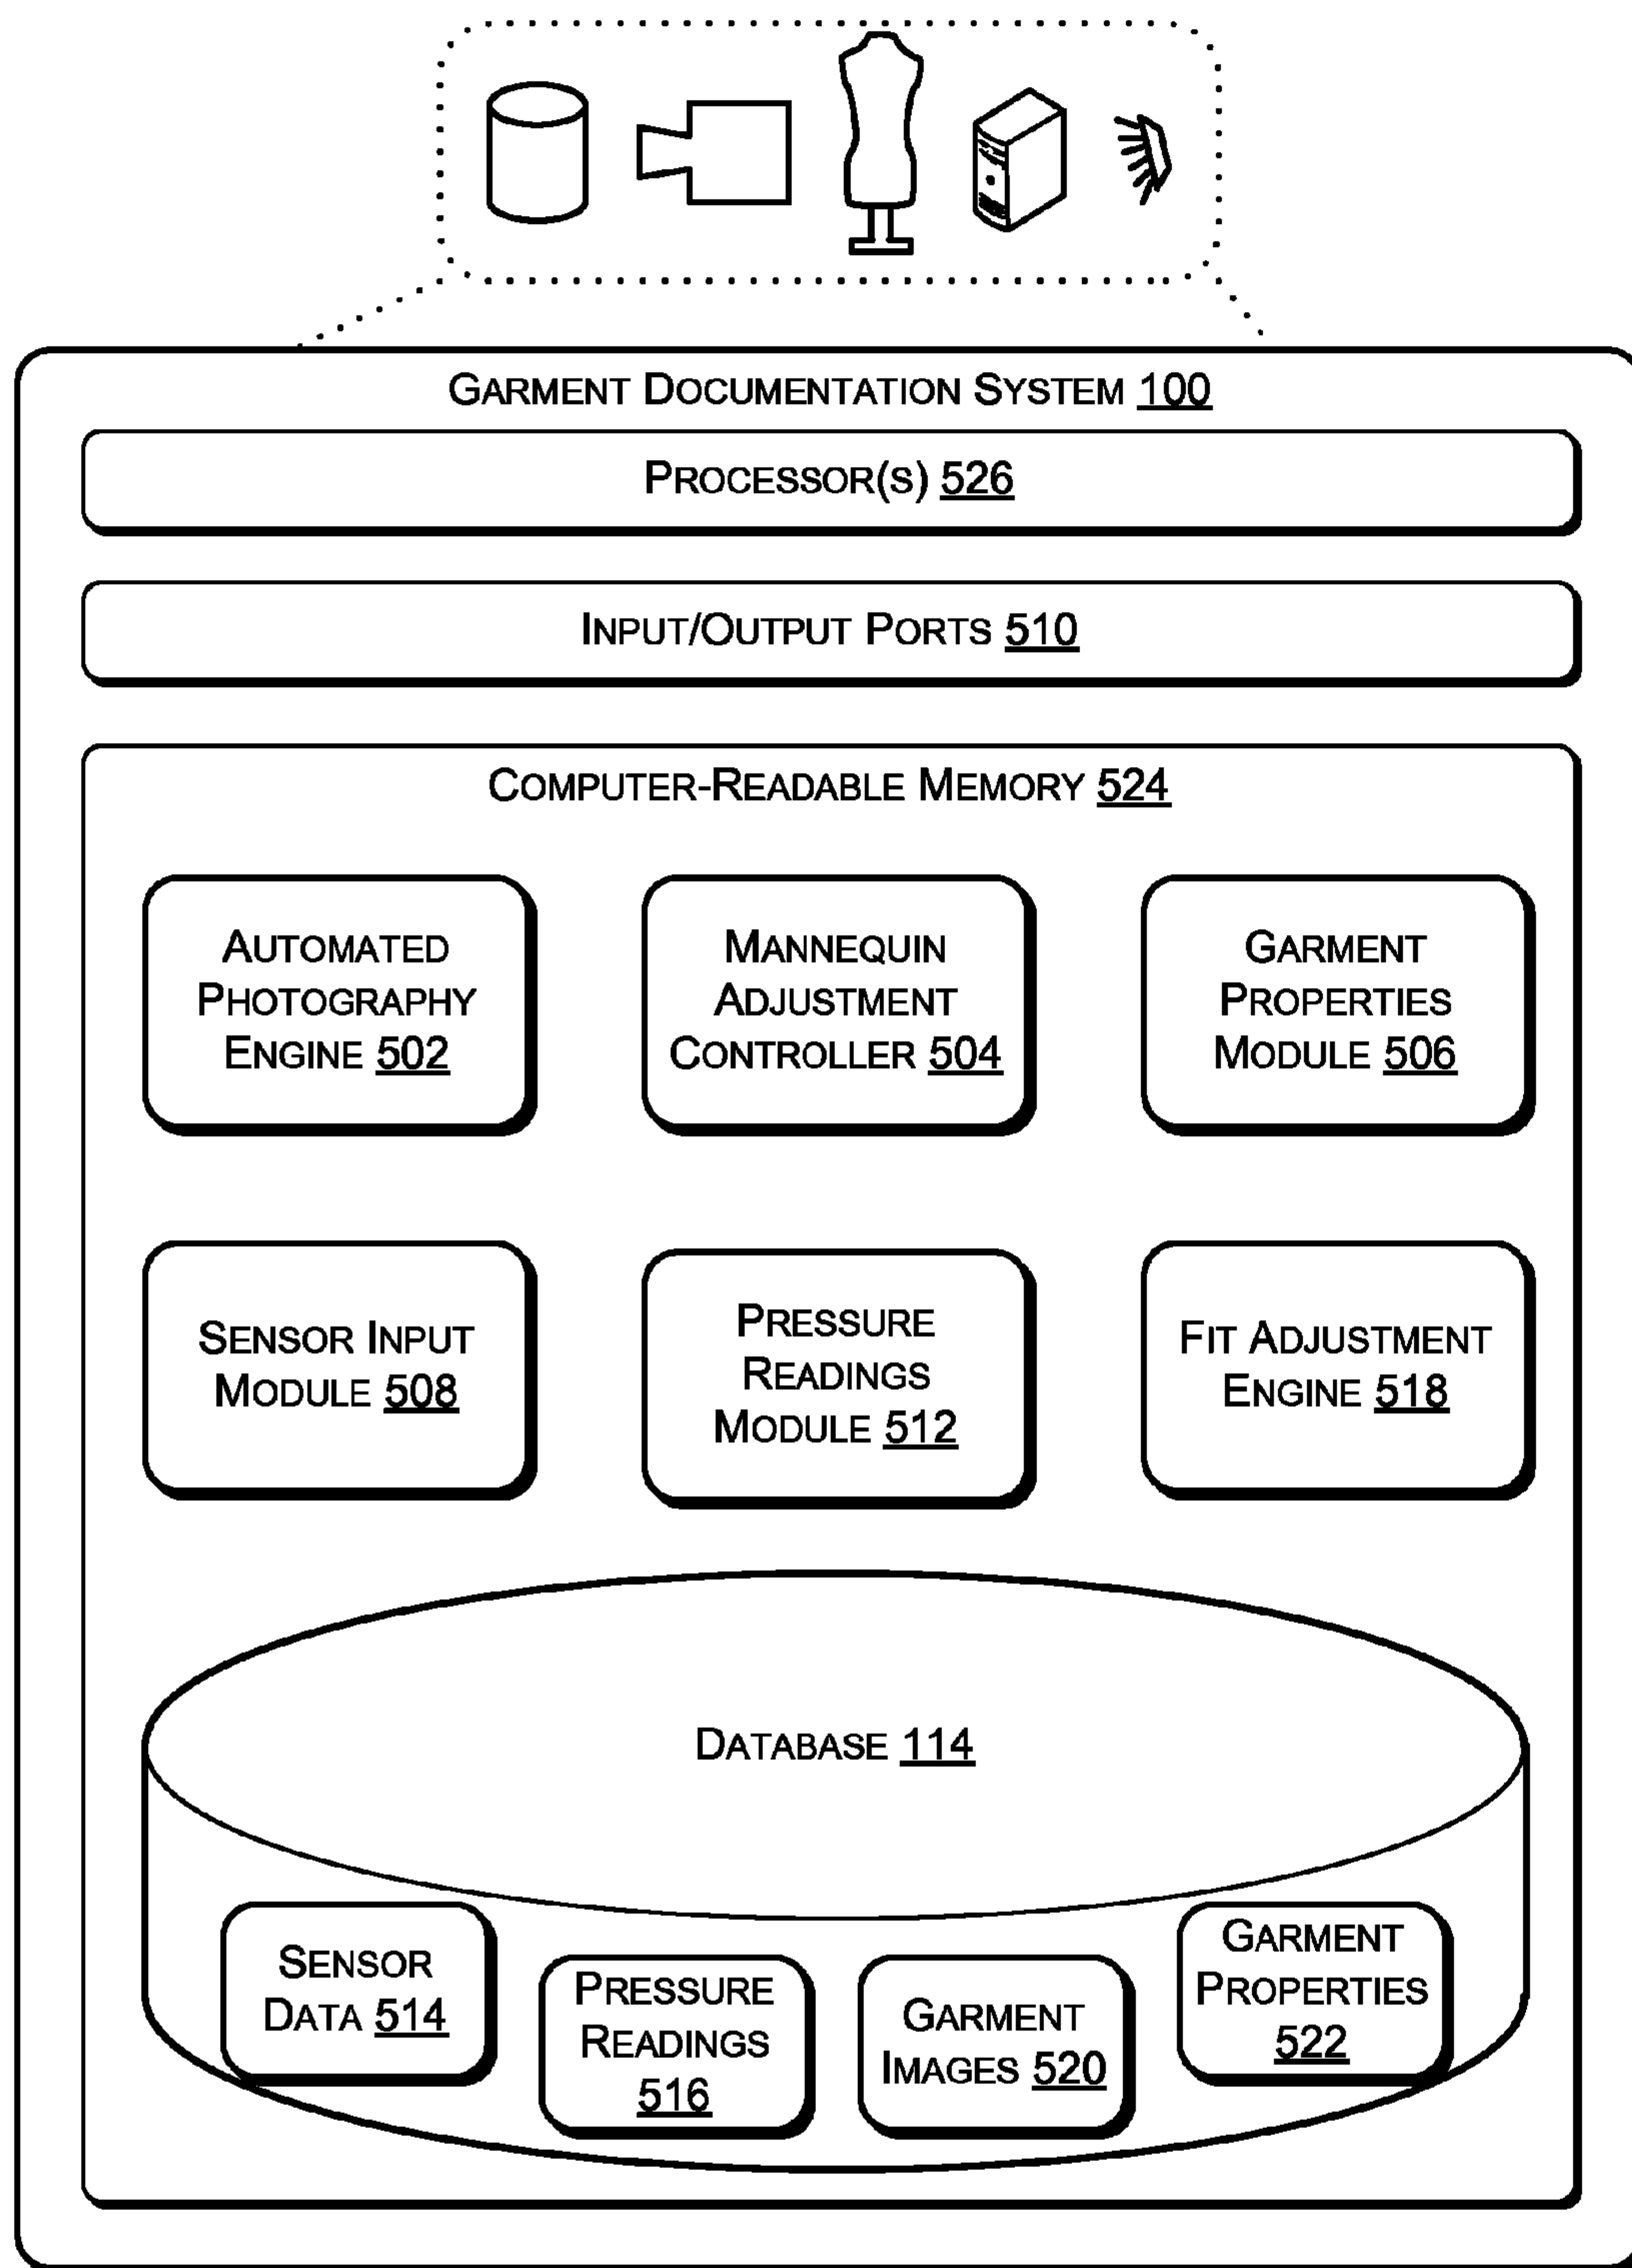 GARMENT DOCUMENTATION SYSTEM 100
PROCESSOR(S) 526
INPUT/OUTPUT PORTS 510
COMPUTER-READABLE MEMORY 524
AUTOMATED
PHOTOGRAPHY
ENGINE 502
MANNEQUIN
ADJUSTMENT
CONTROLLER 504
GARMENT
PROPERTIES
MODULE 506
SENSOR INPUT
MODULE 508
PRESSURE
READINGS
MODULE 512
FIT ADJUSTMENT
ENGINE 518
DATABASE 114
SENSOR
DATA 514
PRESSURE
READINGS
516
GARMENT
IMAGES 520
GARMENT
PROPERTIES
522